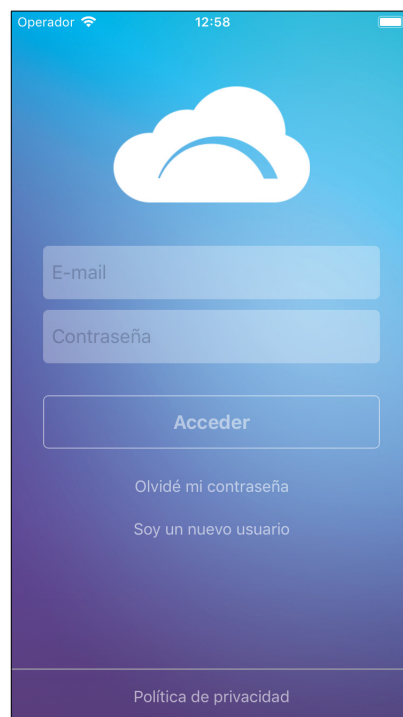 Operador 12:58
E-mail
Contraseña
Acceder
Olvidé mi contraseña
Soy un nuevo usuario
Política de privacidad